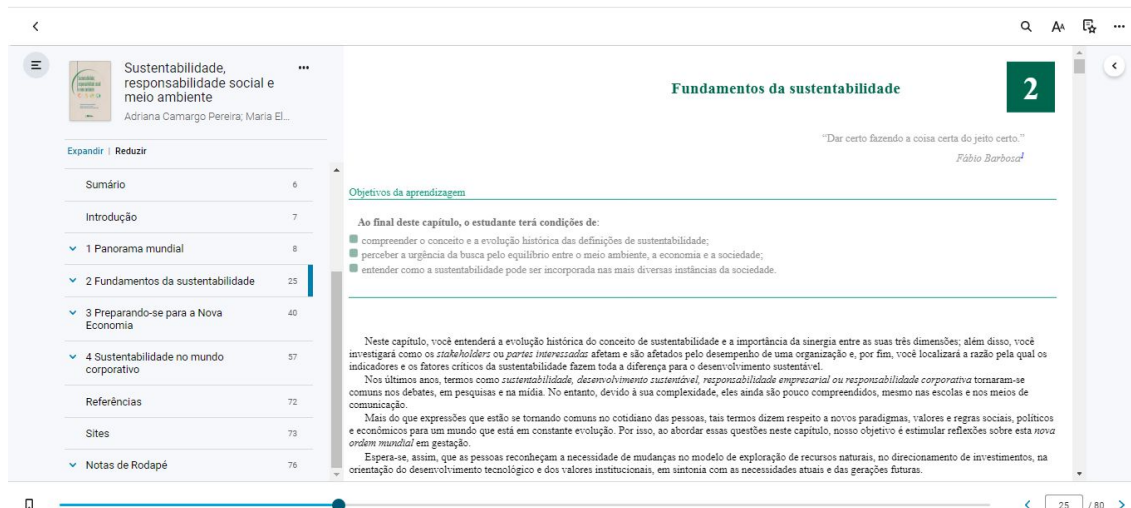 Sustentabilidade,
responsabilidade social e
meio ambiente
Adriana Camargo Pereira; Maria El...
Expandir | Reduzir
Sumário 6
Introdução 7
1 Panorama mundial 8
2 Fundamentos da sustentabilidade 25
3 Preparando-se para a Nova
Economia 40
4 Sustentabilidade no mundo
corporativo 57
Referências 72
Sites 73
Notas de Rodapé 76
Fundamentos da sustentabilidade
2
“Dar certo fazendo a coisa certa do jeito certo.”
Fábio Barbosa1
Objetivos da aprendizagem
Ao final deste capítulo, o estudante terá condições de:
compreender o conceito e a evolução histórica das definições de sustentabilidade;
perceber a urgência da busca pelo equilíbrio entre o meio ambiente, a economia e a sociedade;
entender como a sustentabilidade pode ser incorporada nas mais diversas instâncias da sociedade.
Neste capítulo, você entenderá a evolução histórica do conceito de sustentabilidade e a importância da sinergia entre as suas três dimensões; além disso, você
investigará como os stakeholders ou partes interessadas afetam e são afetados pelo desempenho de uma organização e, por fim, você localizará a razão pela qual os
indicadores e os fatores críticos da sustentabilidade fazem toda a diferença para o desenvolvimento sustentável.
Nos últimos anos, termos como sustentabilidade, desenvolvimento sustentável, responsabilidade empresarial ou responsabilidade corporativa tornaram-se
comuns nos debates, em pesquisas e na mídia. No entanto, devido à sua complexidade, eles ainda são pouco compreendidos, mesmo nas escolas e nos meios de
comunicação.
Mais do que expressões que estão se tornando comuns no cotidiano das pessoas, tais termos dizem respeito a novos paradigmas, valores e regras sociais, políticos
e econômicos para um mundo que está em constante evolução. Por isso, ao abordar essas questões neste capítulo, nosso objetivo é estimular reflexões sobre esta nova
ordem mundial em gestação.
Espera-se, assim, que as pessoas reconheçam a necessidade de mudanças no modelo de exploração de recursos naturais, no direcionamento de investimentos, na
orientação do desenvolvimento tecnológico e dos valores institucionais, em sintonia com as necessidades atuais e das gerações futuras.
25 / 80